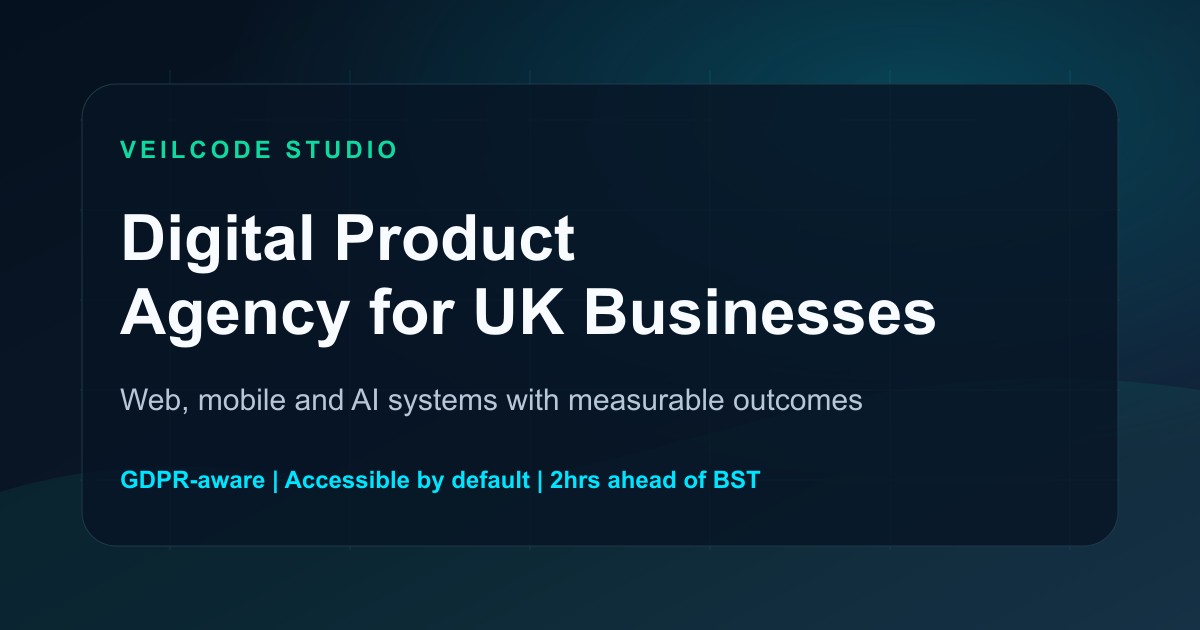 VEILCODE STUDIO
Digital Product
Agency for UK Businesses
Web, mobile and AI systems with measurable outcomes
GDPR-aware | Accessible by default | 2hrs ahead of BST